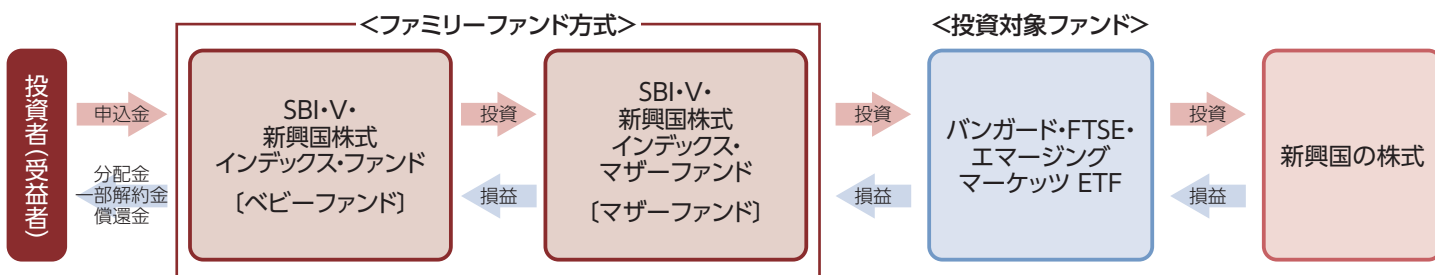 <ファミリーファンド方式>
<投資対象ファンド>
投資者(受益者)
申込金
分配金
一部解約金
償還金
SBI・V・
新興国株式
インデックス・ファンド
〔ベビーファンド〕
投資
損益
SBI・V・
新興国株式
インデックス・
マザーファンド
〔マザーファンド〕
投資
損益
バンガード・FTSE・
エマージング
マーケッツ ETF
投資
損益
新興国の株式